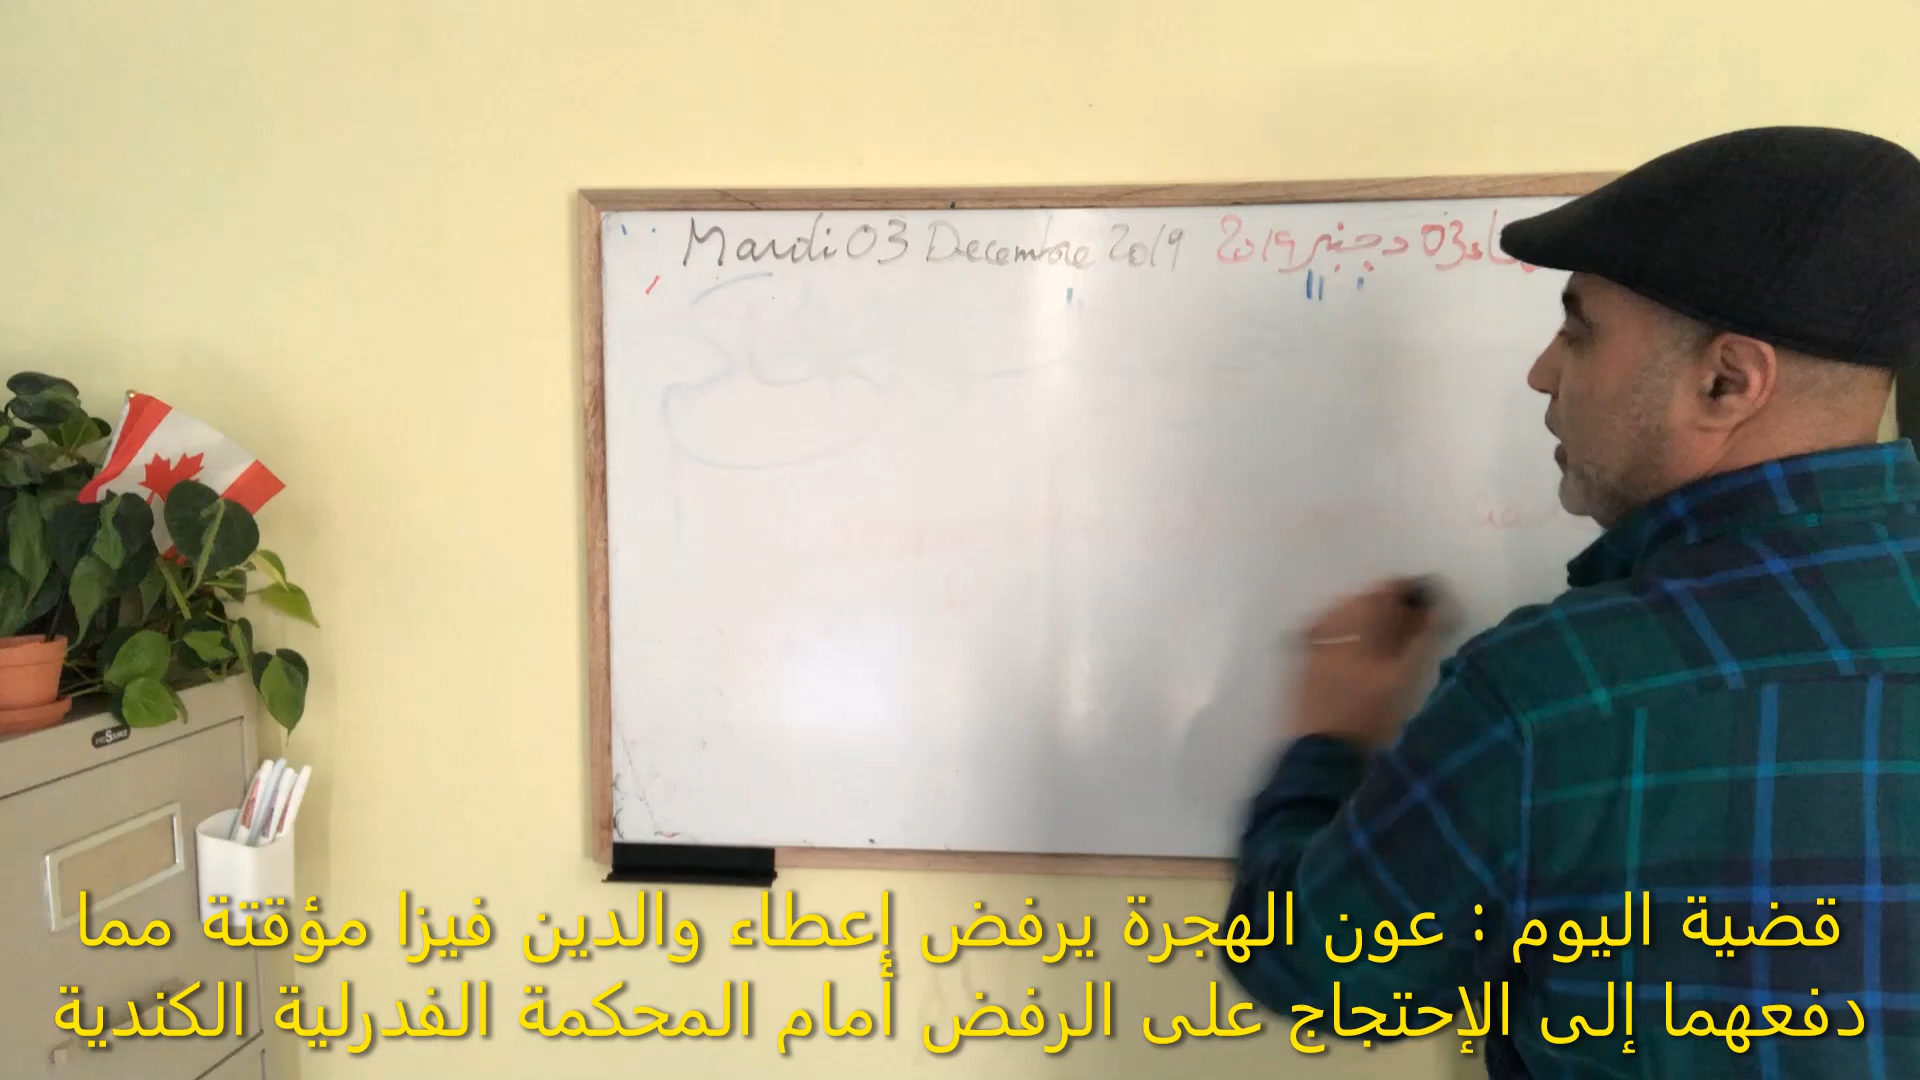 Mardi 03 Decembre 2019 03 دجنبر 2019
قضية اليوم : عون الهجرة يرفض إعطاء والدين فيزا مؤقتة مما
دفعهما إلى الإحتجاج على الرفض أمام المحكمة الفدرلية الكندية